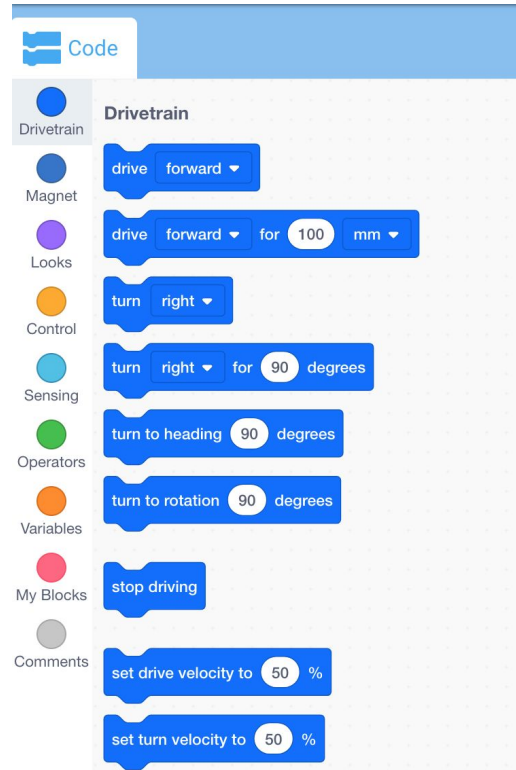 Code
Drivetrain
Magnet
Looks
Control
Sensing
Operators
Variables
My Blocks
Comments
Drivetrain
drive forward
drive forward for 100 mm
turn right
turn right for 90 degrees
turn to heading 90 degrees
turn to rotation 90 degrees
stop driving
set drive velocity to 50 %
set turn velocity to 50 %